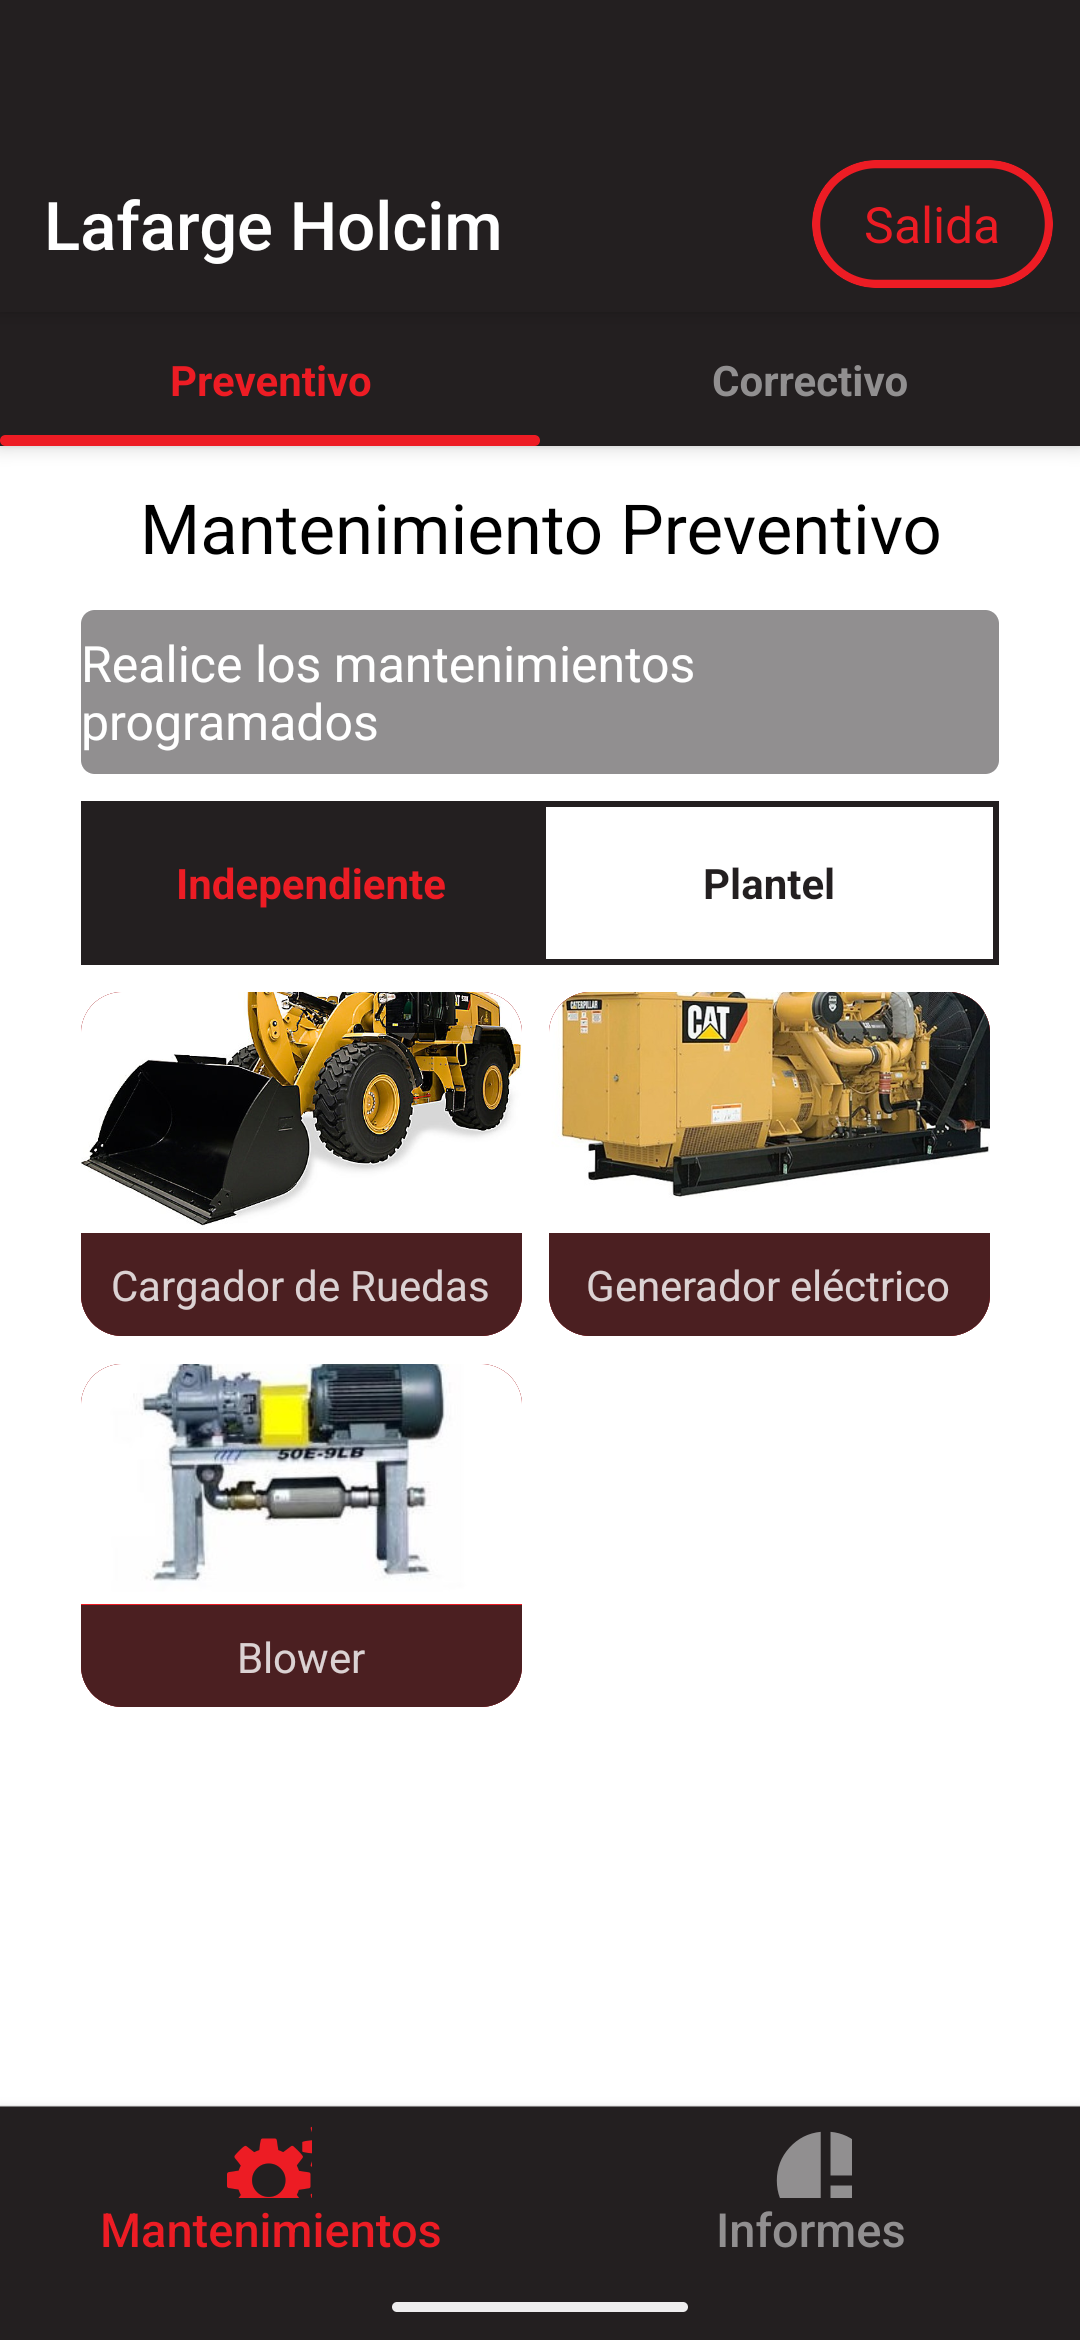 Lafarge Holcim
Salida
Preventivo
Correctivo
Mantenimiento Preventivo
Realice los mantenimientos
programados
Independiente
Plantel
CATERPILLAR
CAT
Cargador de Ruedas
Generador eléctrico
50E-9LB
Blower
Mantenimientos
Informes